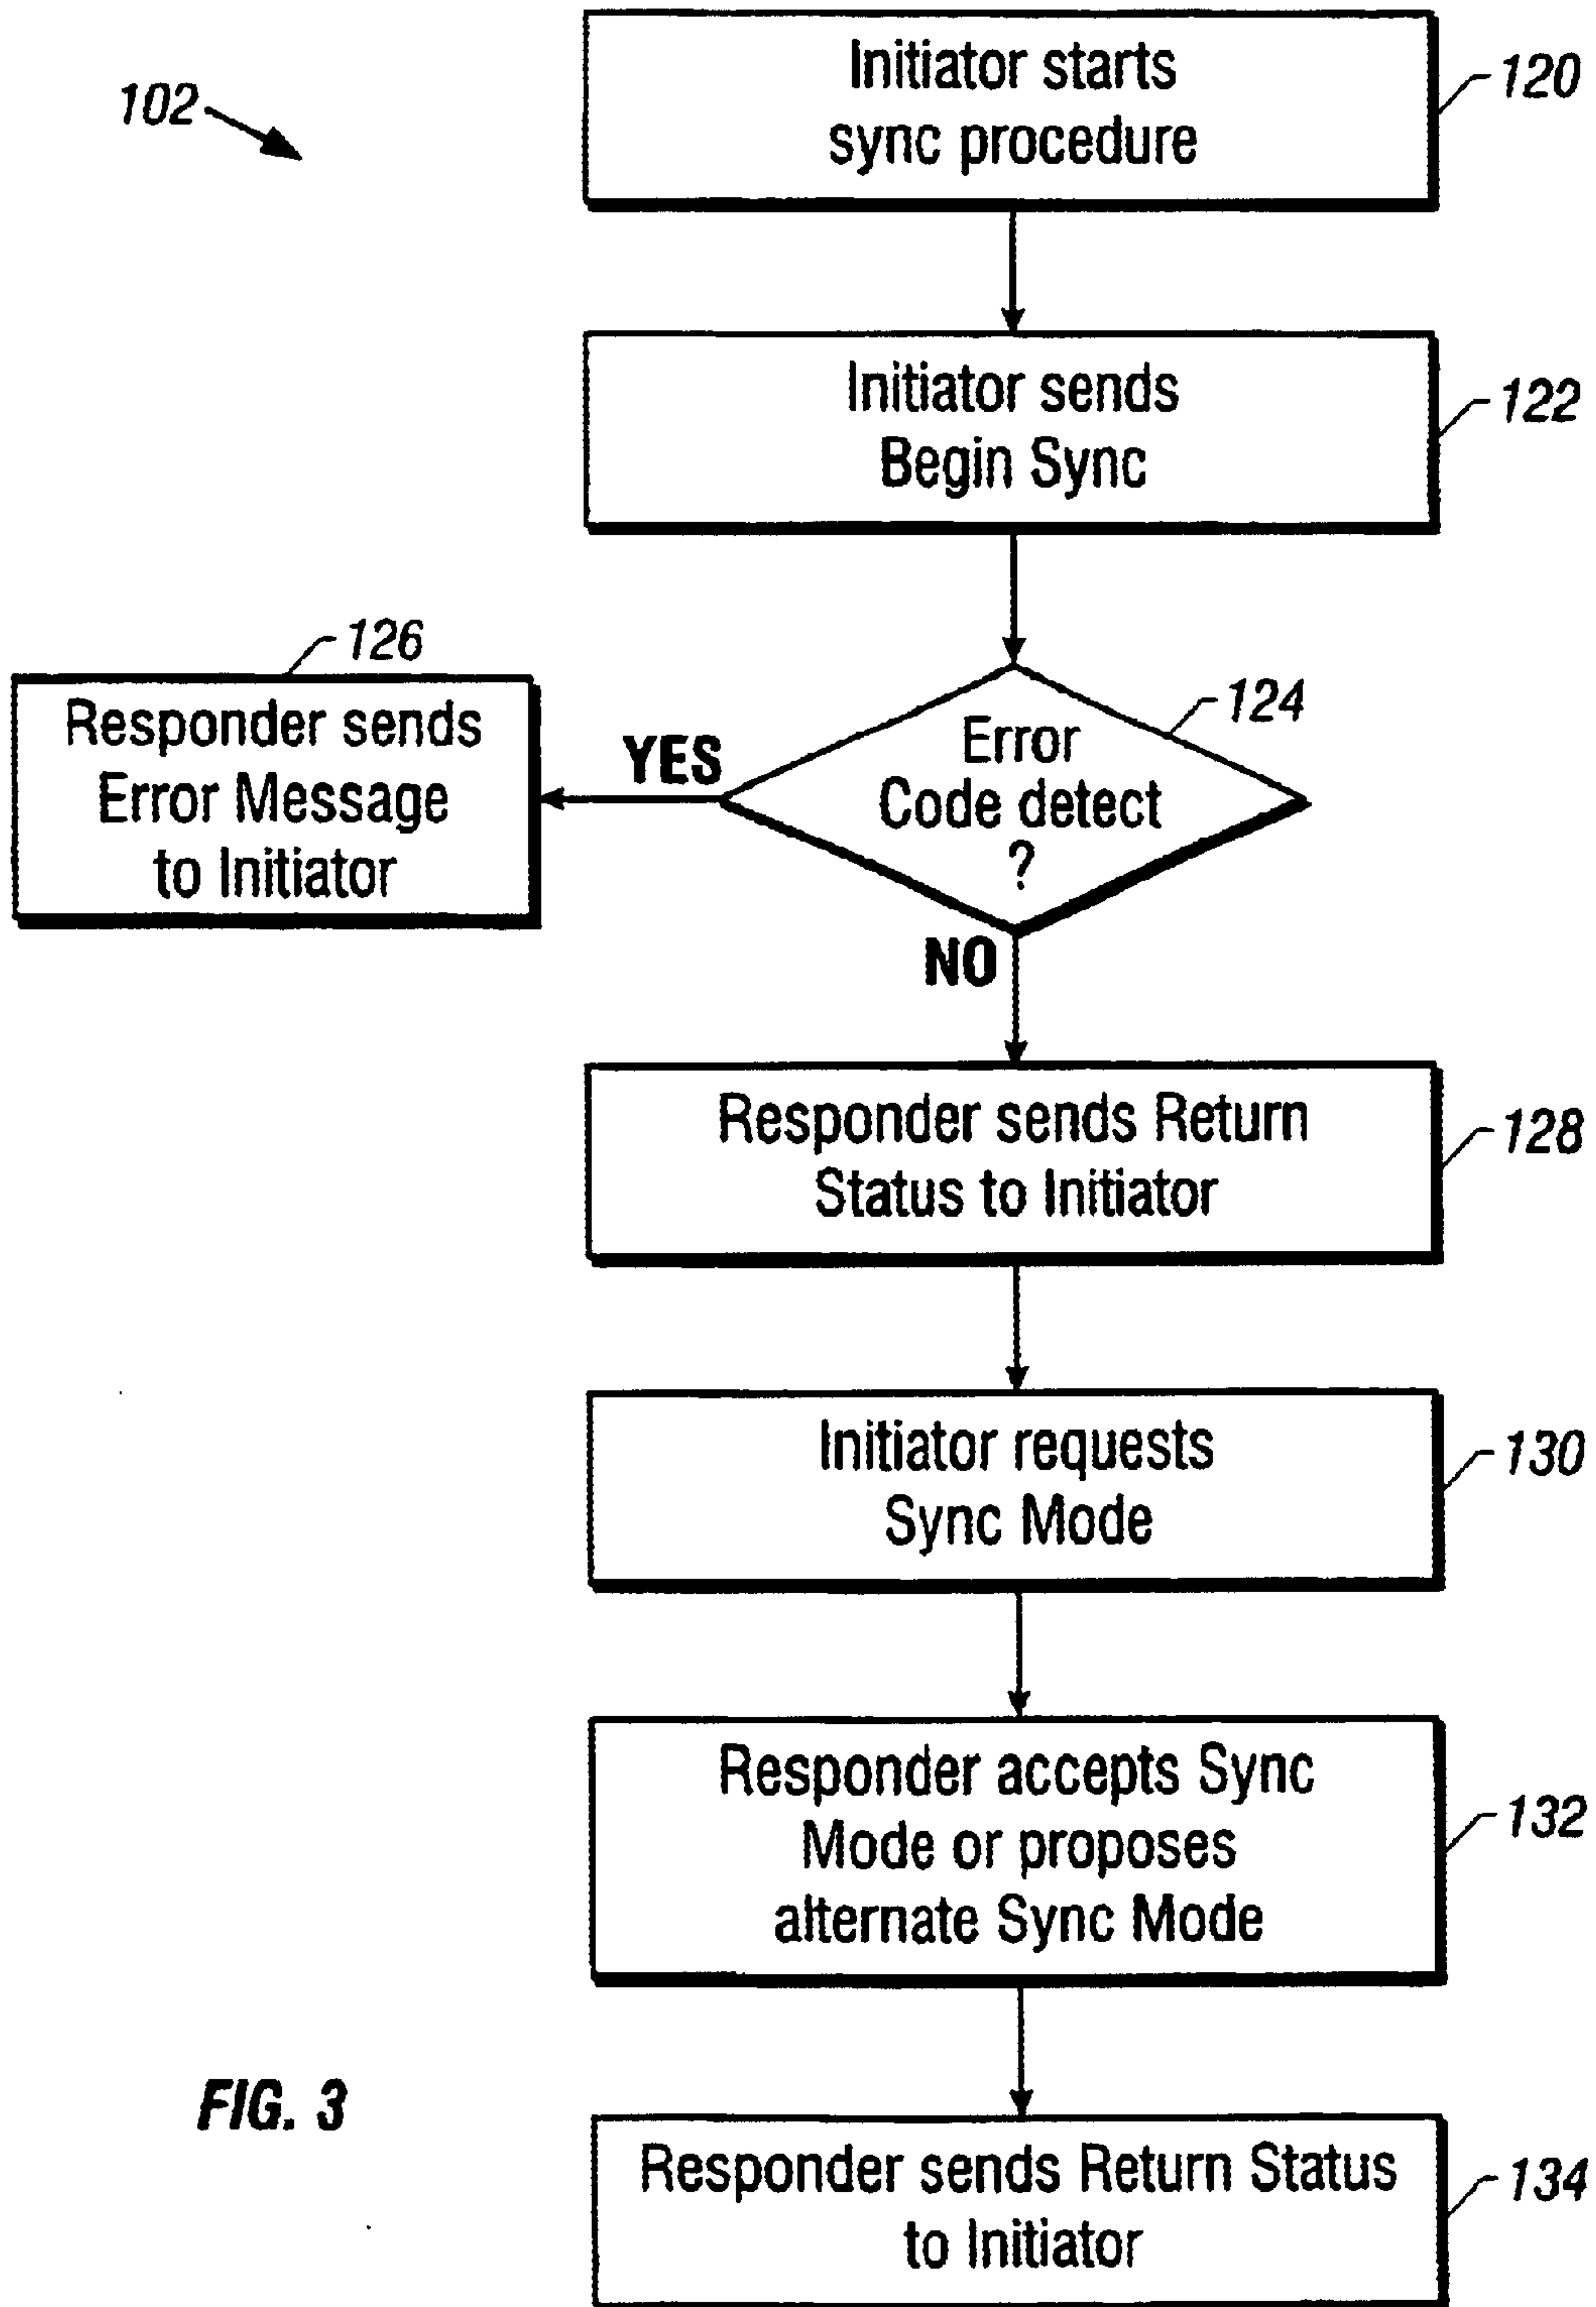 102
Initiator starts
sync procedure
120
Initiator sends
Begin Sync
122
126
Responder sends
Error Message
to Initiator
YES
Error
Code detect
?
124
NO
Responder sends Return
Status to Initiator
128
Initiator requests
Sync Mode
130
Responder accepts Sync
Mode or proposes
alternate Sync Mode
132
FIG. 3
Responder sends Return Status
to Initiator
134